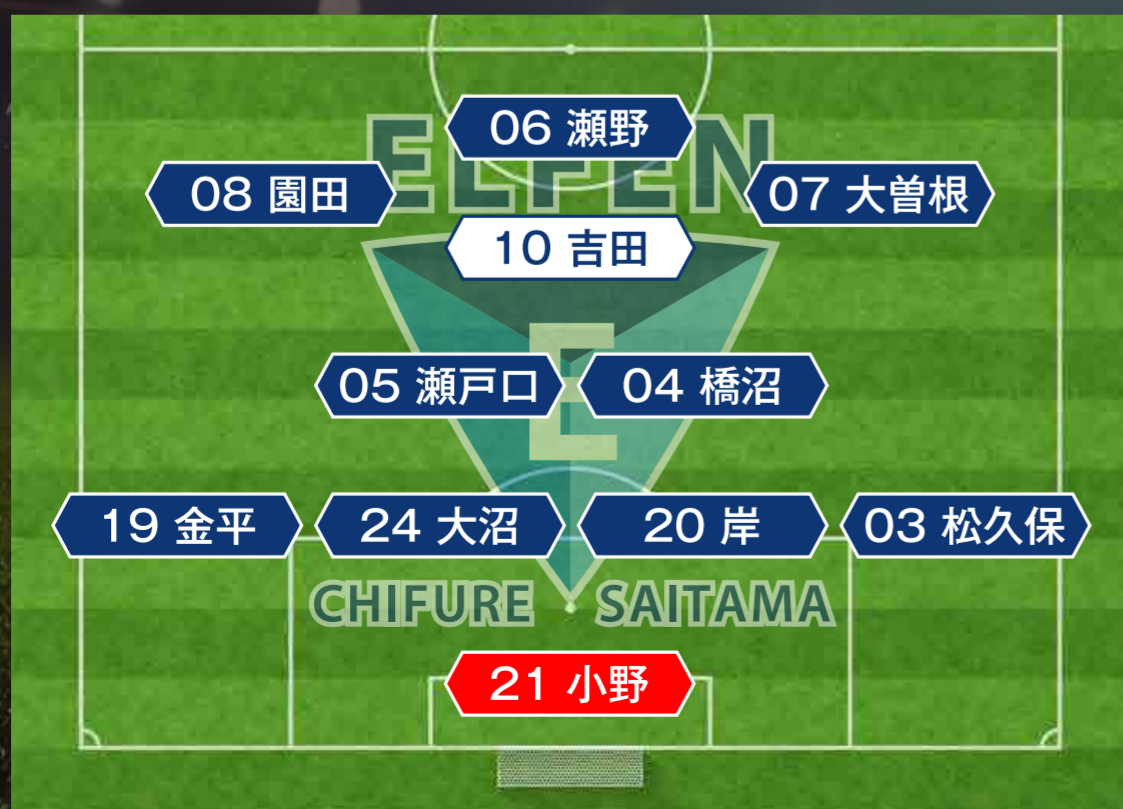 ELFEN
06 瀬野
08 園田
07 大曽根
10 吉田
E
05 瀬戸口
04 橋沼
19 金平
24 大沼
20 岸
03 松久保
CHIFURE SAITAMA
21 小野